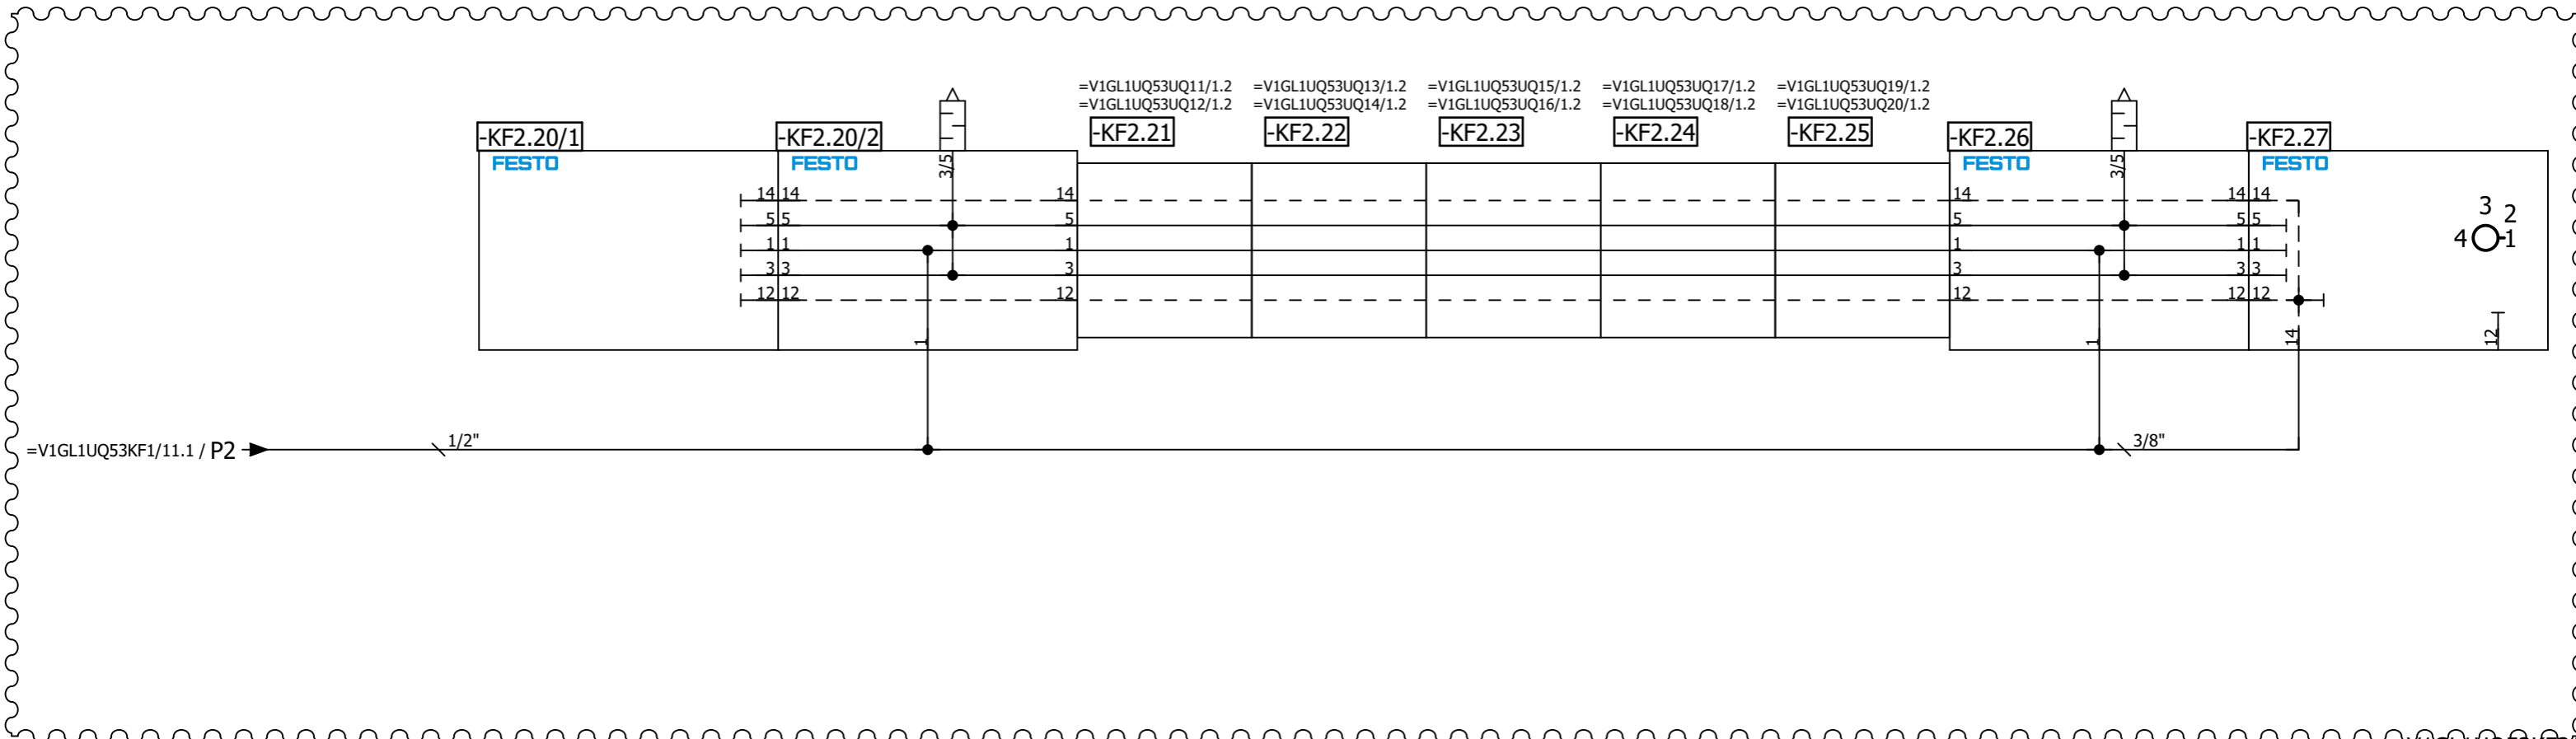 =V1GL1UQ53UQ11/1.2 =V1GL1UQ53UQ13/1.2 =V1GL1UQ53UQ15/1.2 =V1GL1UQ53UQ17/1.2 =V1GL1UQ53UQ19/1.2
=V1GL1UQ53UQ12/1.2 =V1GL1UQ53UQ14/1.2 =V1GL1UQ53UQ16/1.2 =V1GL1UQ53UQ18/1.2 =V1GL1UQ53UQ20/1.2
-KF2.20/1 -KF2.20/2 -KF2.21 -KF2.22 -KF2.23 -KF2.24 -KF2.25 -KF2.26 -KF2.27
FESTO FESTO 3/5 FESTO 3/5 FESTO
14 14 14 14 14 14
5 5 5 5 5 5
1 1 1 1 1 1
3 3 3 3 3 3
12 12 12 12 12 12
3 2
4 1
1 1 14 12
=V1GL1UQ53KF1/11.1 / P2 1/2" 3/8"